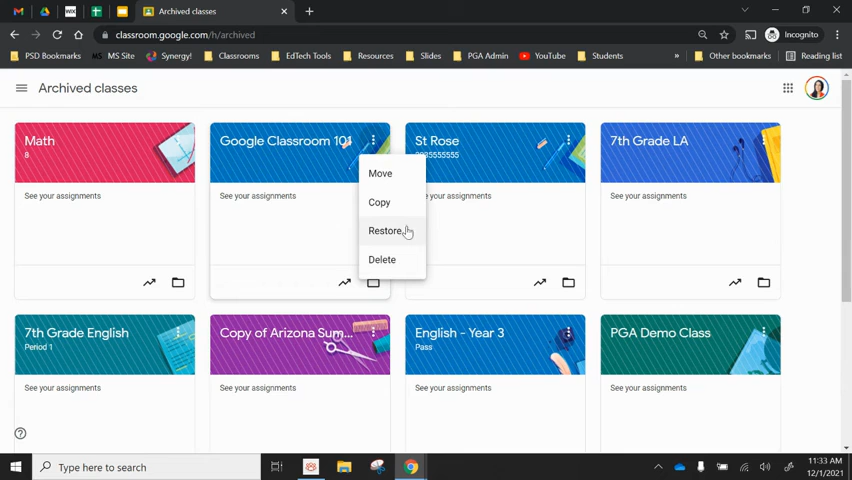 Archived classes
classroom.google.com/h/archived
Incognito
PSD Bookmarks
MS Site
Synergy!
Classrooms
EdTech Tools
Resources
Slides
PGA Admin
YouTube
Students
»
Other bookmarks
Reading list
Archived classes
Math
8
See your assignments
Google Classroom 101
See your assignments
Move
Copy
Restore
Delete
St Rose
See your assignments
7th Grade LA
See your assignments
7th Grade English
Period 1
See your assignments
Copy of Arizona Sum...
See your assignments
English - Year 3
Pass
See your assignments
PGA Demo Class
See your assignments
Type here to search
11:33 AM
12/1/2021